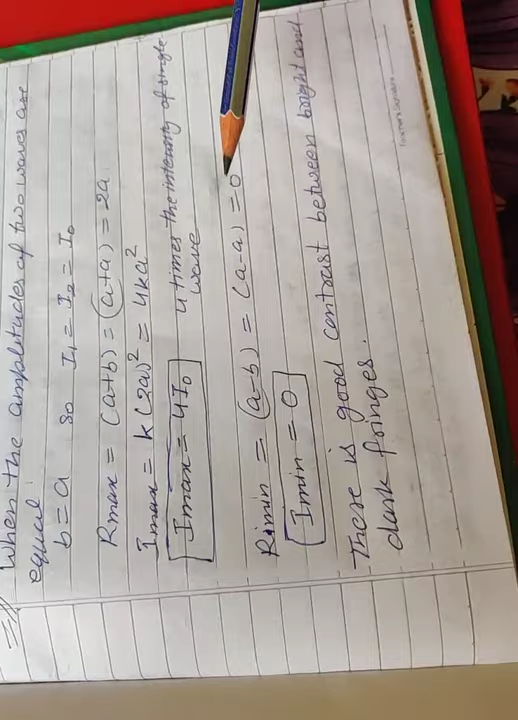 => When the amplitudes of two waves are
equal
b=a so I1 = I2 = I0
Rmax = (a+b) = (a+a) = 2a
Imax = k(2a)² = 4ka²
Imax = 4I0 4 times the intensity of single
wave
Rmin = (a-b) = (a-a) = 0
Imin = 0
There is good contrast between bright and
dark fringes.